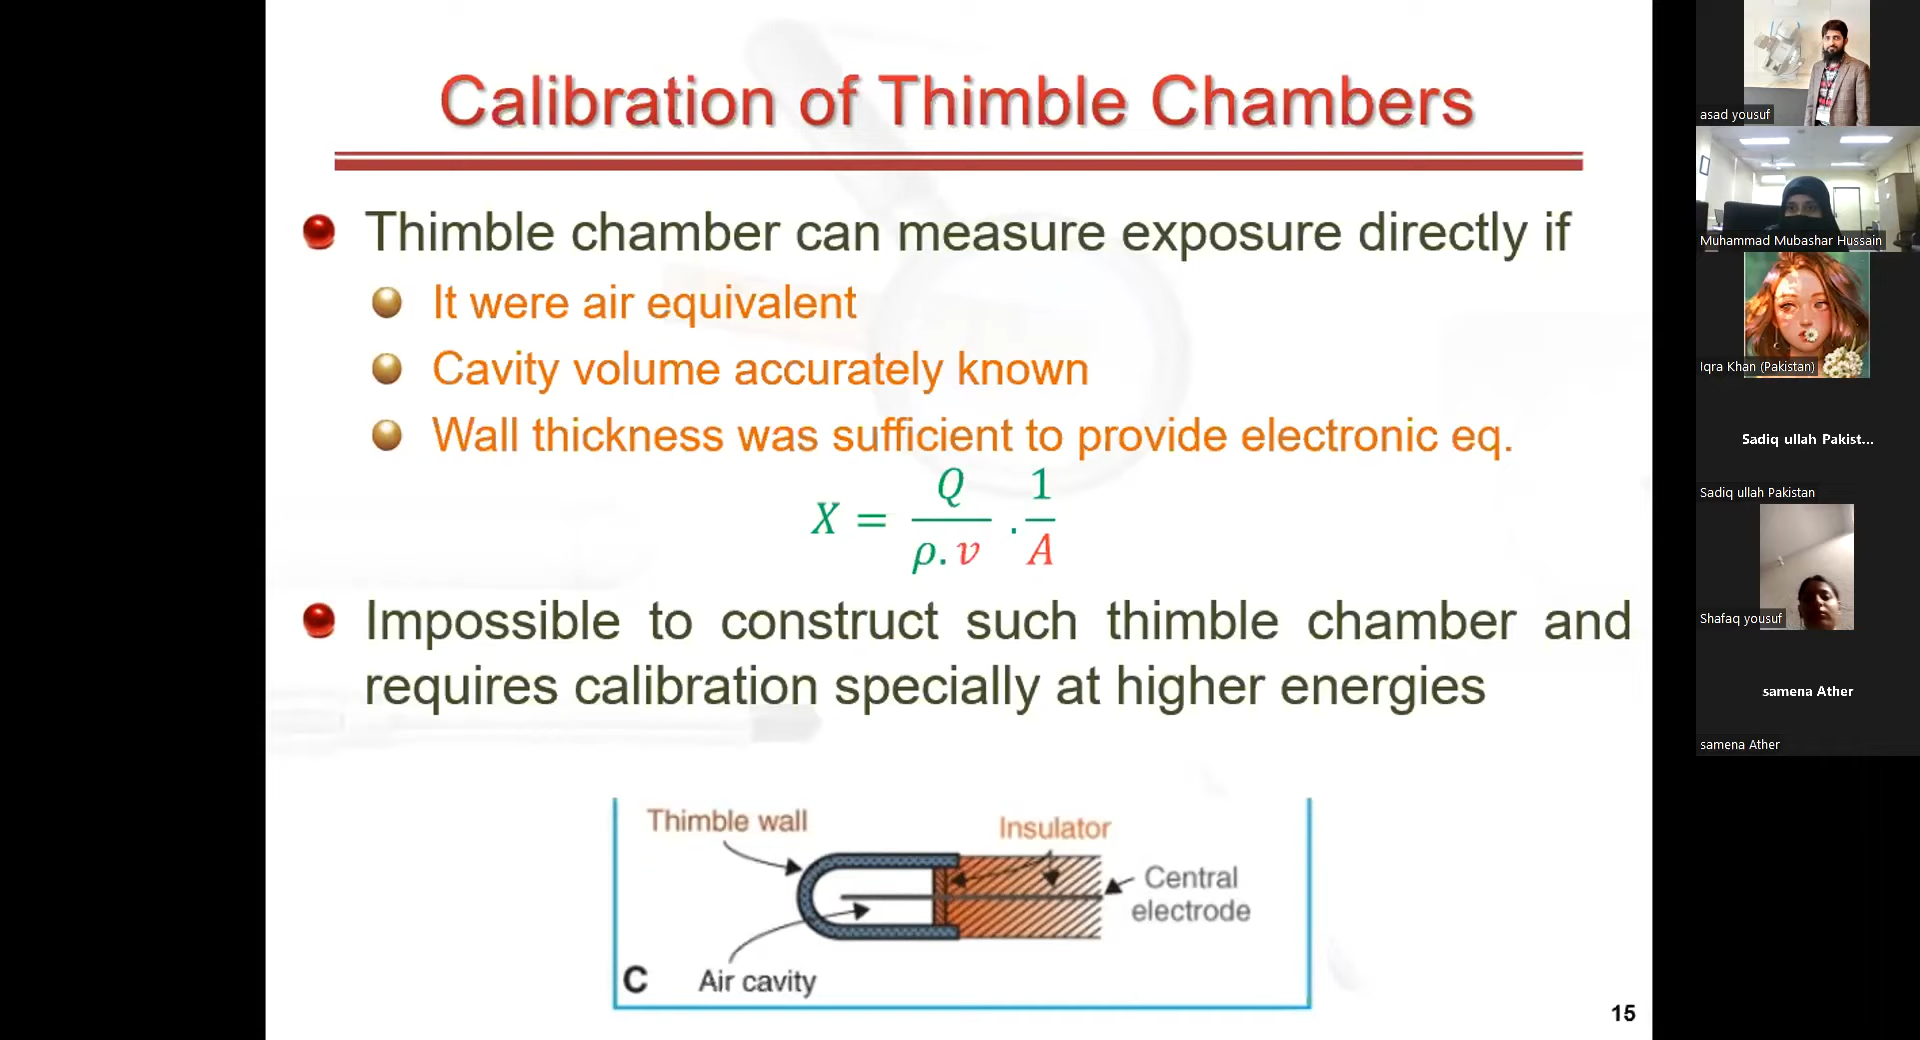 Calibration of Thimble Chambers
Thimble chamber can measure exposure directly if
It were air equivalent
Cavity volume accurately known
Wall thickness was sufficient to provide electronic eq.
X = Q / ρ.v . 1 / A
Impossible to construct such thimble chamber and
requires calibration specially at higher energies
Thimble wall
Insulator
Central
electrode
Air cavity
C
15
asad yousuf
Muhammad Mubashar Hussain
Iqra Khan (Pakistan)
Sadiq ullah Pakist...
Sadiq ullah Pakistan
Shafaq yousuf
samena Ather
samena Ather